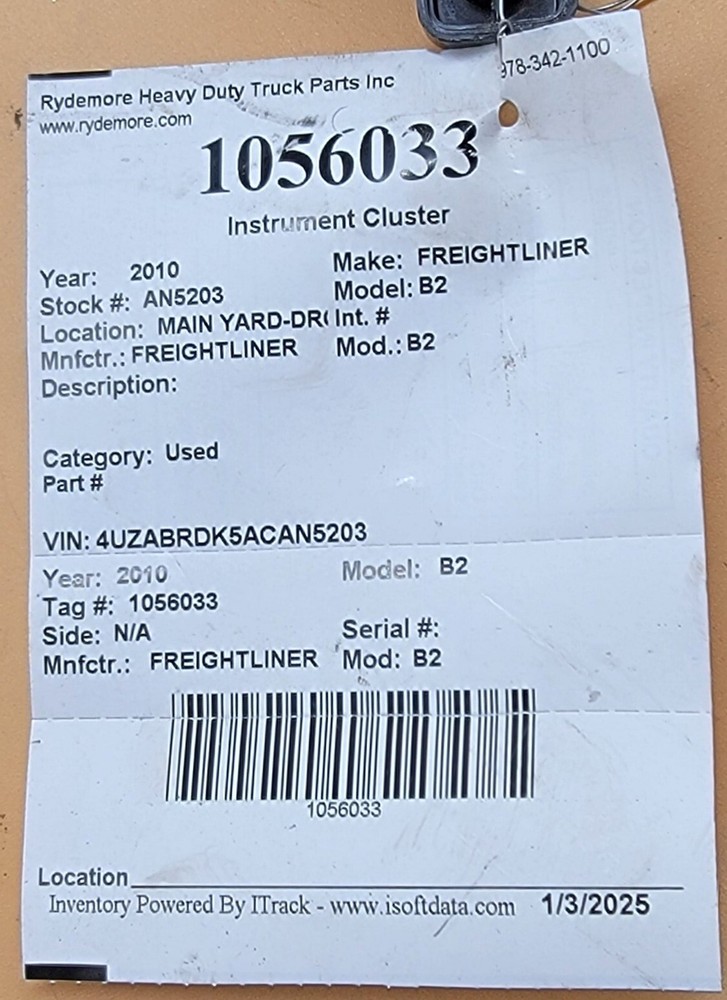 Rydemore Heavy Duty Truck Parts Inc 978-342-1100
www.rydemore.com
1056033
Instrument Cluster
Year: 2010 Make: FREIGHTLINER
Stock #: AN5203 Model: B2
Location: MAIN YARD-DR( Int. #
Mnfctr.: FREIGHTLINER Mod.: B2
Description:
Category: Used
Part #
VIN: 4UZABRDK5ACAN5203
Year: 2010 Model: B2
Tag #: 1056033
Side: N/A Serial #:
Mnfctr.: FREIGHTLINER Mod: B2
1056033
Location
Inventory Powered By ITrack - www.isoftdata.com 1/3/2025